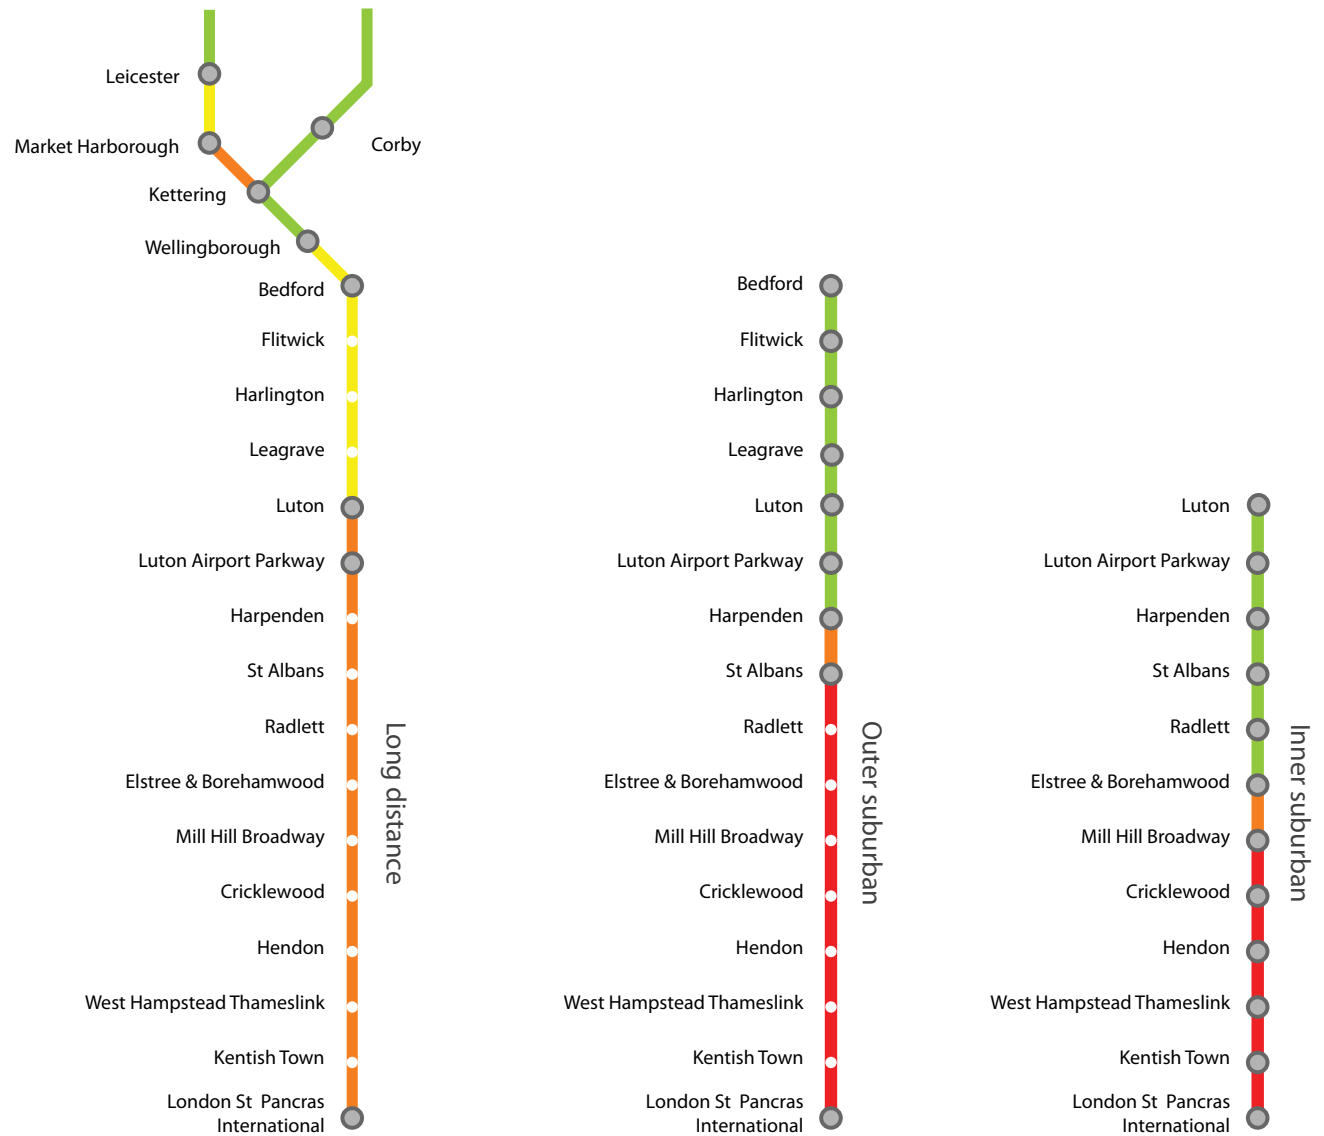 Leicester
Market Harborough
Corby
Kettering
Wellingborough
Bedford
Flitwick
Harlington
Leagrave
Luton
Luton Airport Parkway
Harpenden
St Albans
Radlett
Elstree & Borehamwood
Mill Hill Broadway
Cricklewood
Hendon
West Hampstead Thameslink
Kentish Town
London St Pancras
International
Long distance
Bedford
Flitwick
Harlington
Leagrave
Luton
Luton Airport Parkway
Harpenden
St Albans
Radlett
Elstree & Borehamwood
Mill Hill Broadway
Cricklewood
Hendon
West Hampstead Thameslink
Kentish Town
London St Pancras
International
Outer suburban
Luton
Luton Airport Parkway
Harpenden
St Albans
Radlett
Elstree & Borehamwood
Mill Hill Broadway
Cricklewood
Hendon
West Hampstead Thameslink
Kentish Town
London St Pancras
International
Inner suburban